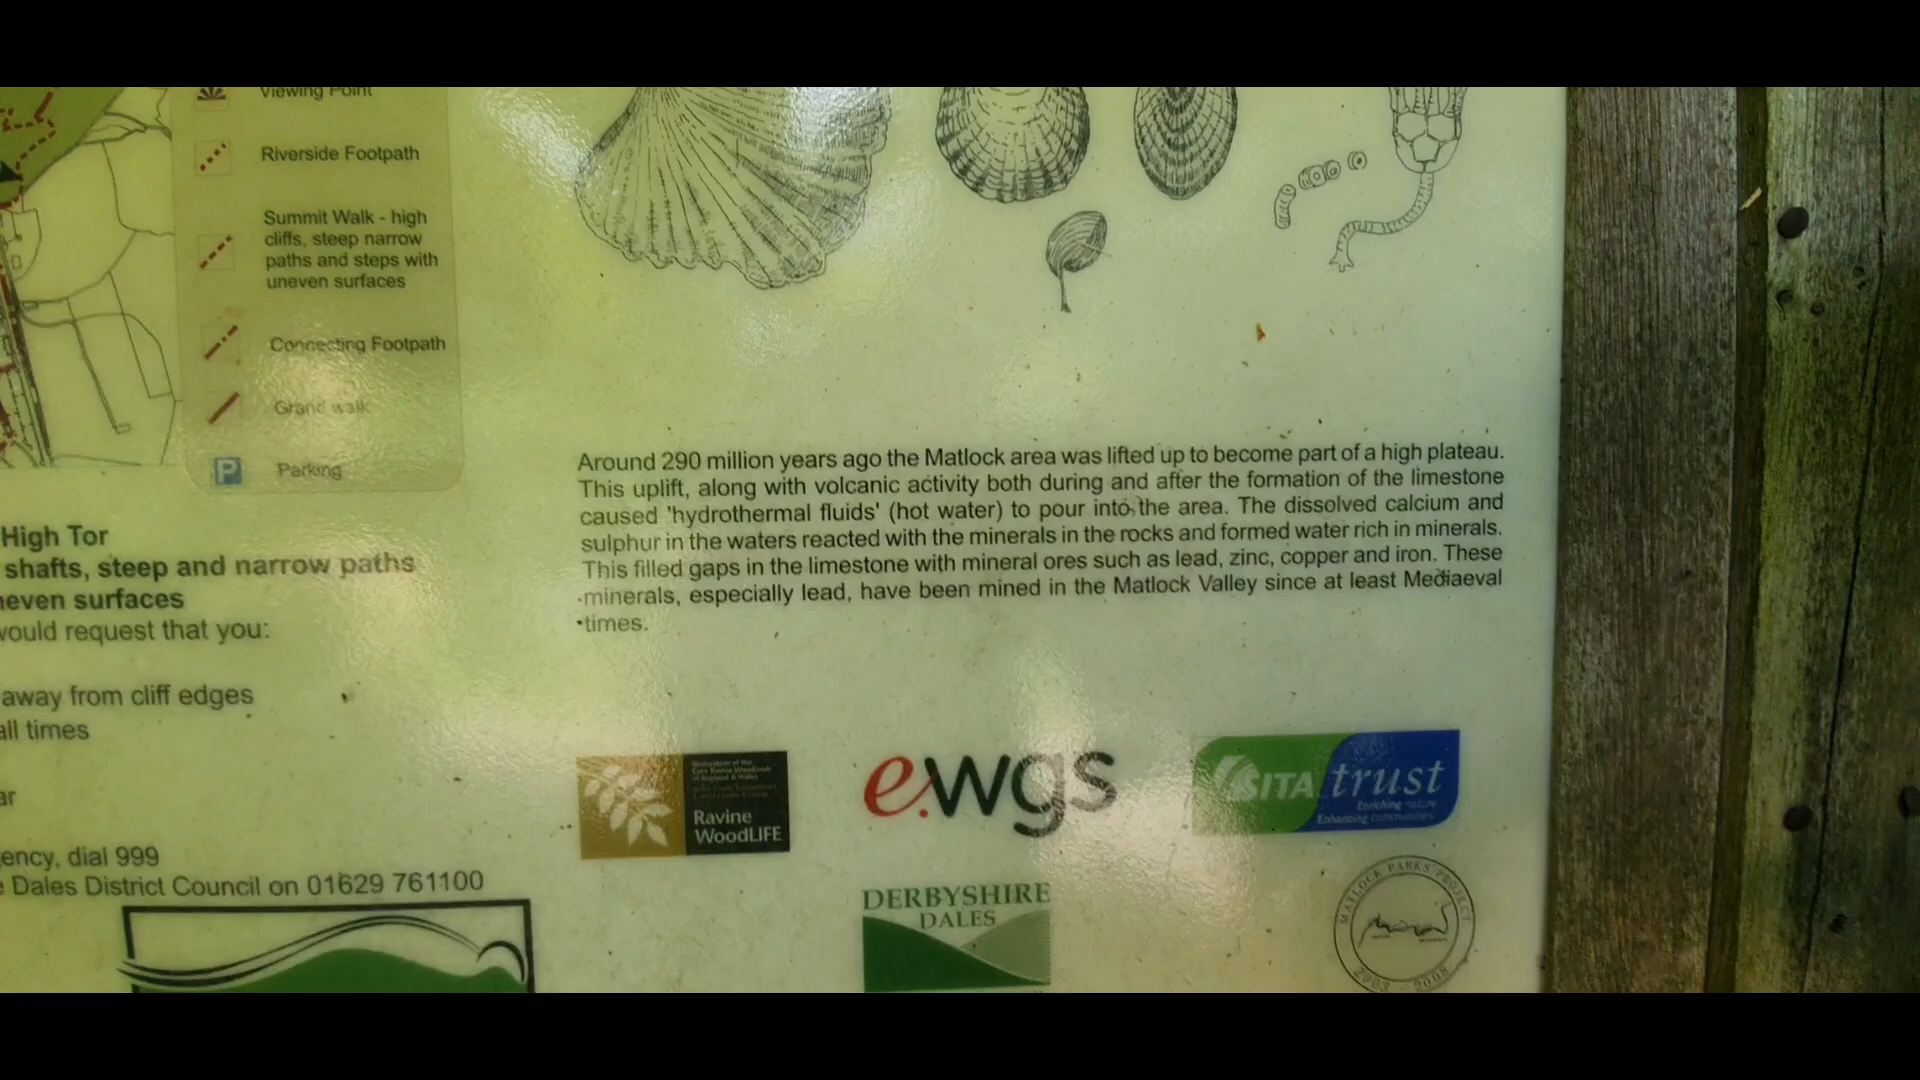 Viewing Point
Riverside Footpath
Summit Walk - high
cliffs, steep narrow
paths and steps with
uneven surfaces
Connecting Footpath
Grand walk
P Parking
High Tor
shafts, steep and narrow paths
neven surfaces
would request that you:
away from cliff edges
all times
ar
ency, dial 999
e Dales District Council on 01629 761100
Around 290 million years ago the Matlock area was lifted up to become part of a high plateau.
This uplift, along with volcanic activity both during and after the formation of the limestone
caused 'hydrothermal fluids' (hot water) to pour into the area. The dissolved calcium and
sulphur in the waters reacted with the minerals in the rocks and formed water rich in minerals.
This filled gaps in the limestone with mineral ores such as lead, zinc, copper and iron. These
minerals, especially lead, have been mined in the Matlock Valley since at least Mediaeval
times.
Ravine
WoodLIFE
e.wgs
SITA trust
Enriching nature
Enhancing communities
DERBYSHIRE
DALES
MATLOCK PARKS PROJECT
2003 - 2008